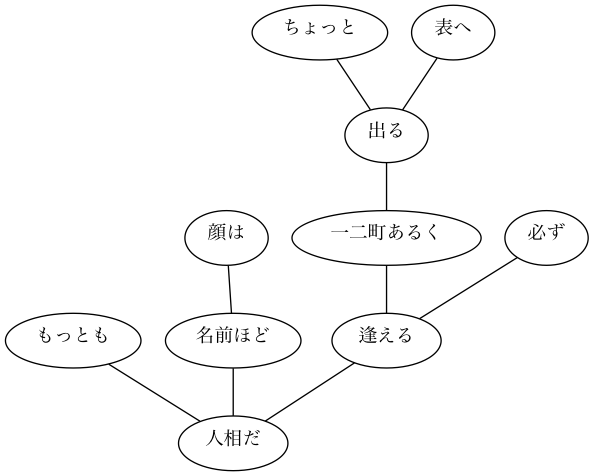 ちょっと
表へ
出る
顔は
一二町あるく
必ず
もっとも
名前ほど
逢える
人相だ